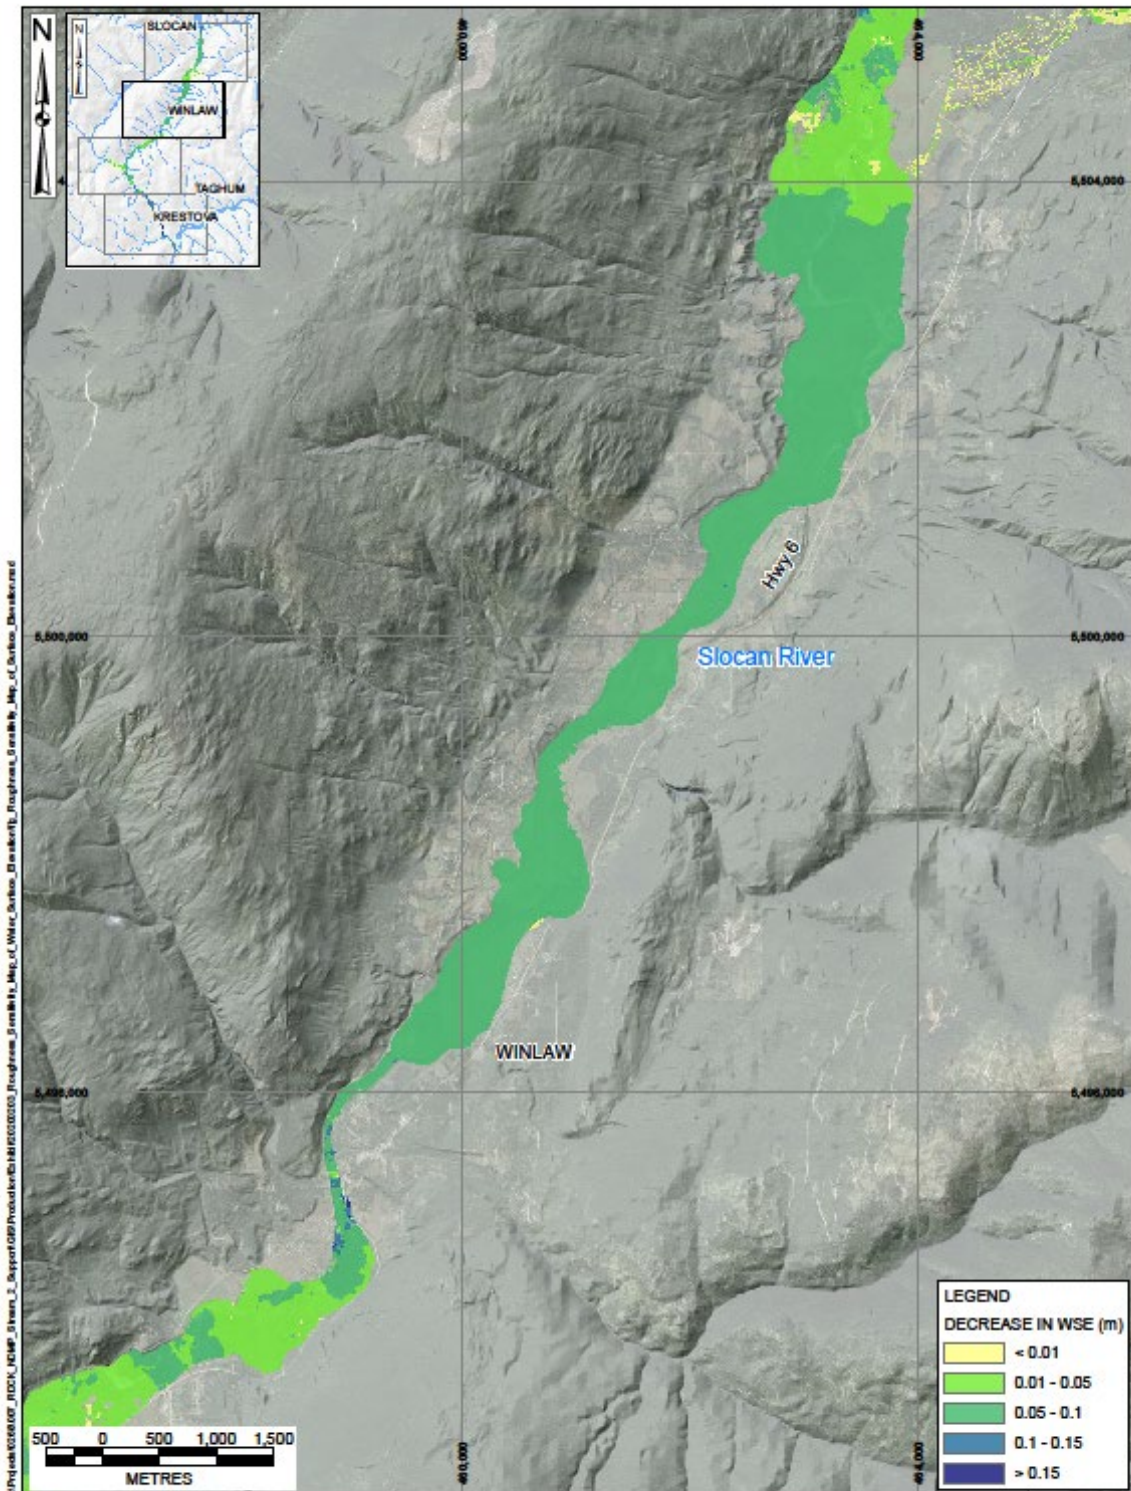 N
N
SLOCAN
WINLAW
TAGHUM
KRESTOVA
5,504,000
Hwy 6
5,500,000
5,500,000
Slocan River
WINLAW
LEGEND
DECREASE IN WSE (m)
< 0.01
0.01 - 0.05
0.05 - 0.1
0.1 - 0.15
> 0.15
500 0 500 1,000 1,500
METRES